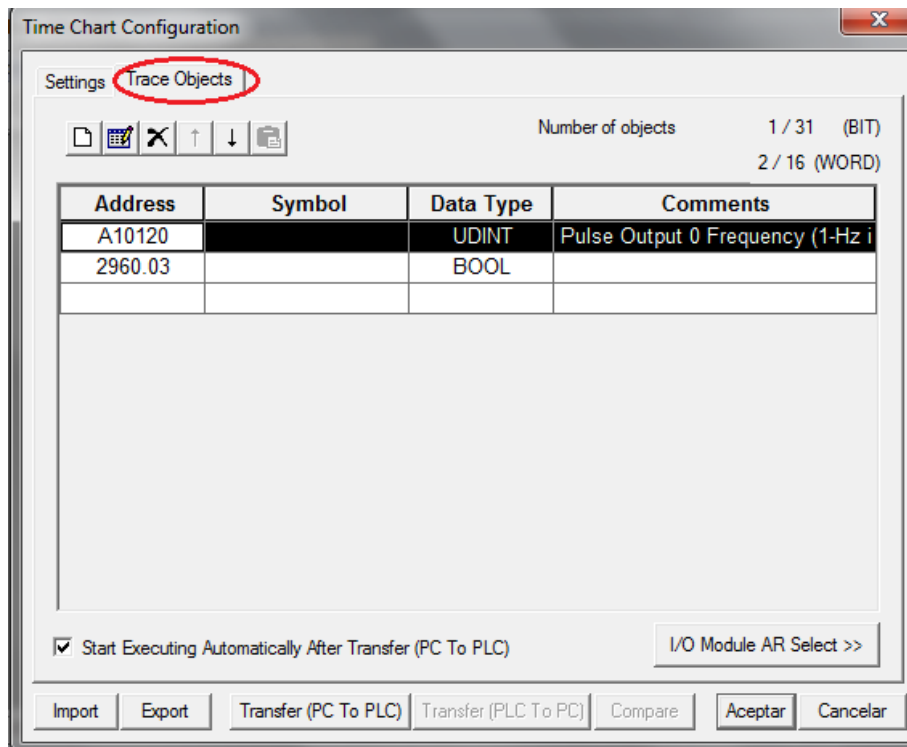 Time Chart Configuration
Settings Trace Objects
Number of objects 1 / 31 (BIT)
2 / 16 (WORD)
Address Symbol Data Type Comments
A10120 UDINT Pulse Output 0 Frequency (1-Hz i
2960.03 BOOL
Start Executing Automatically After Transfer (PC To PLC) I/O Module AR Select >>
Import Export Transfer (PC To PLC) Transfer (PLC To PC) Compare Aceptar Cancelar